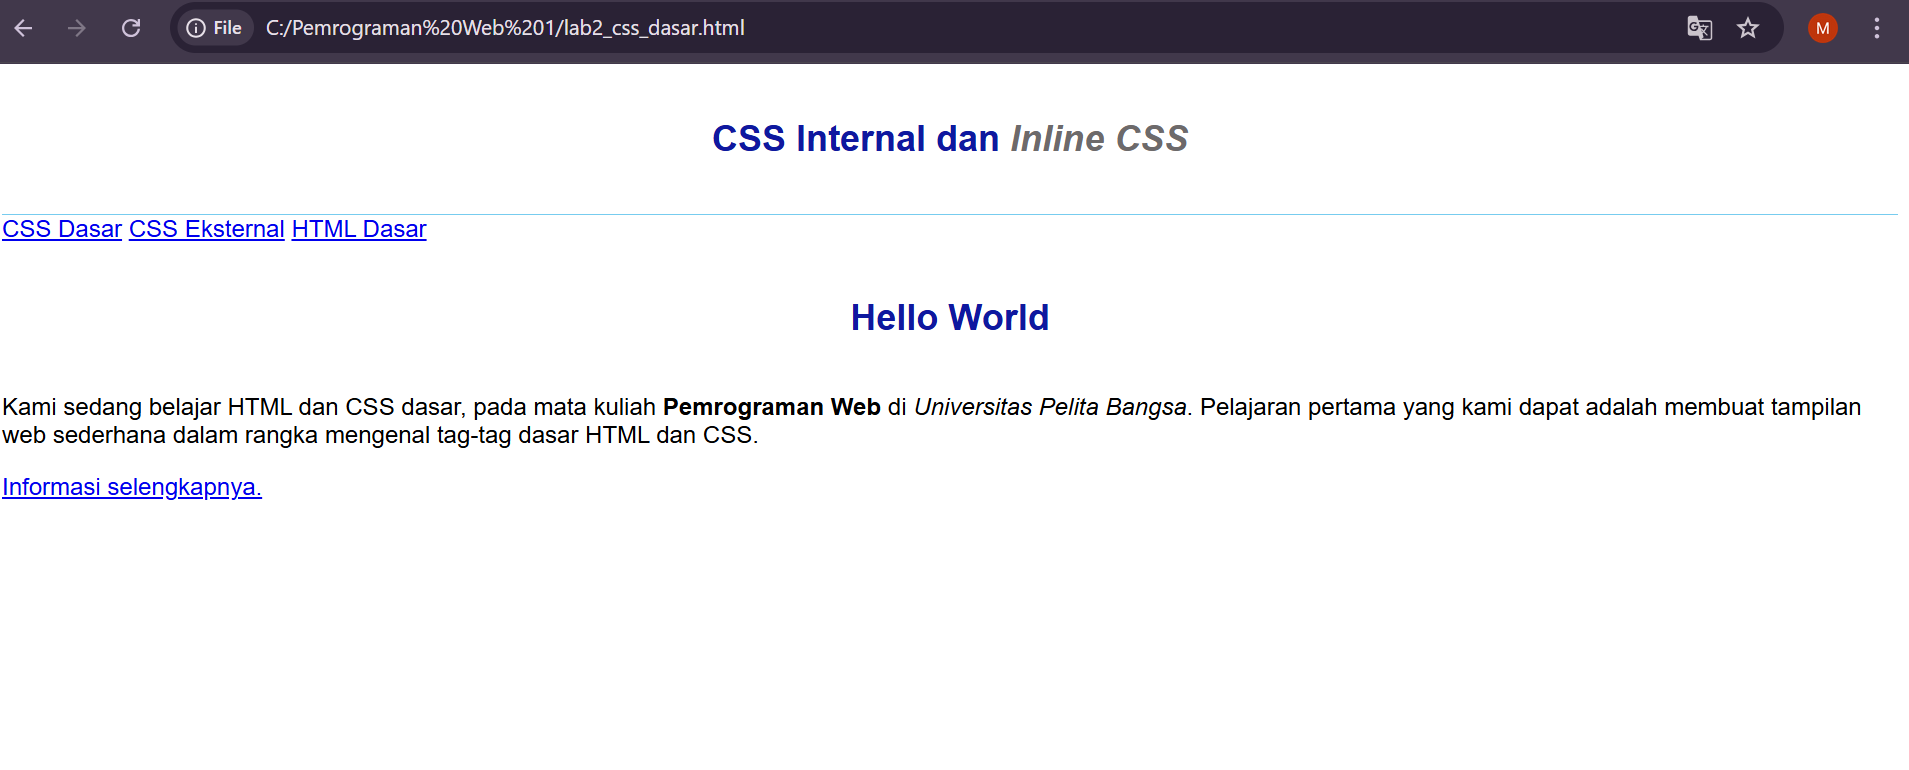 File C:/Pemrograman%20Web%201/lab2_css_dasar.html M
CSS Internal dan Inline CSS
CSS Dasar CSS Eksternal HTML Dasar
Hello World
Kami sedang belajar HTML dan CSS dasar, pada mata kuliah Pemrograman Web di Universitas Pelita Bangsa. Pelajaran pertama yang kami dapat adalah membuat tampilan
web sederhana dalam rangka mengenal tag-tag dasar HTML dan CSS.
Informasi selengkapnya.